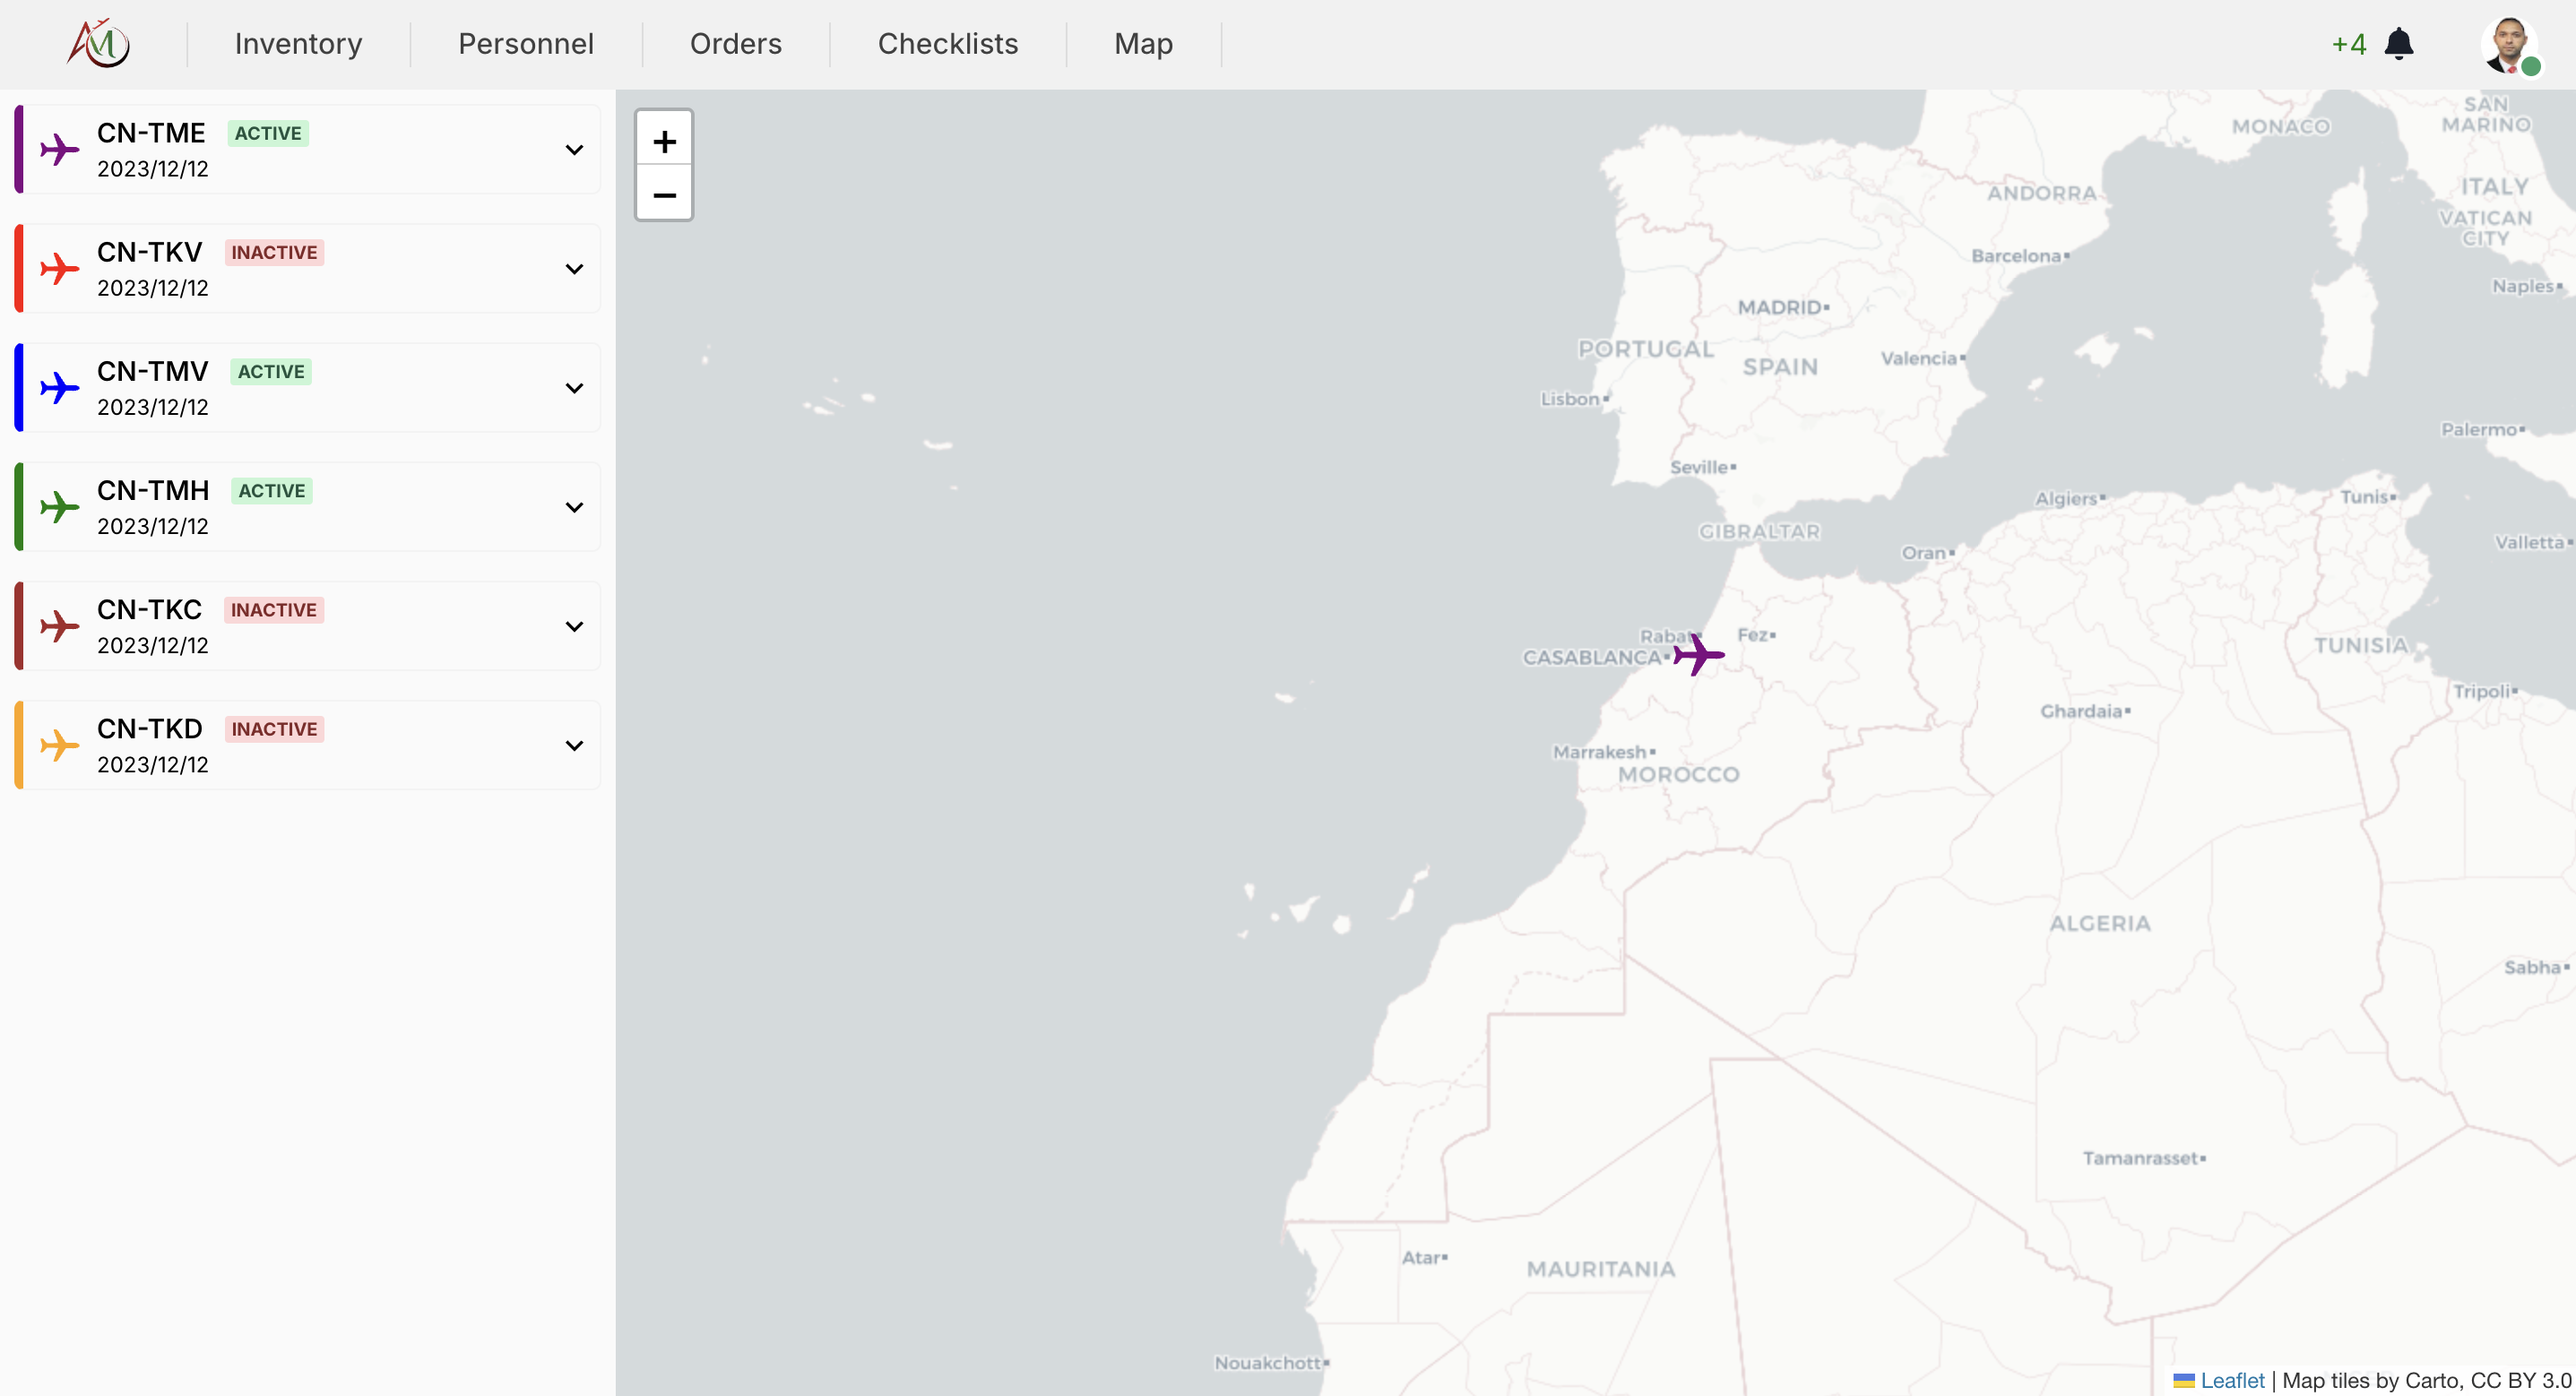 Inventory
Personnel
Orders
Checklists
Map
+4
CN-TME ACTIVE
2023/12/12
CN-TKV INACTIVE
2023/12/12
CN-TMV ACTIVE
2023/12/12
CN-TMH ACTIVE
2023/12/12
CN-TKC INACTIVE
2023/12/12
CN-TKD INACTIVE
2023/12/12
+
−
SAN
MARINO
MONACO
ITALY
ANDORRA
VATICAN
CITY
Barcelona
Naples
MADRID
PORTUGAL
Valencia
SPAIN
Lisbon
Palermo
Seville
Algiers
Tunis
GIBRALTAR
Valletta
Oran
Rabat
Fez
TUNISIA
CASABLANCA
Tripoli
Ghardaia
Marrakesh
MOROCCO
ALGERIA
Sabha
Tamanrasset
Atar
MAURITANIA
Nouakchott
Leaflet | Map tiles by Carto, CC BY 3.0